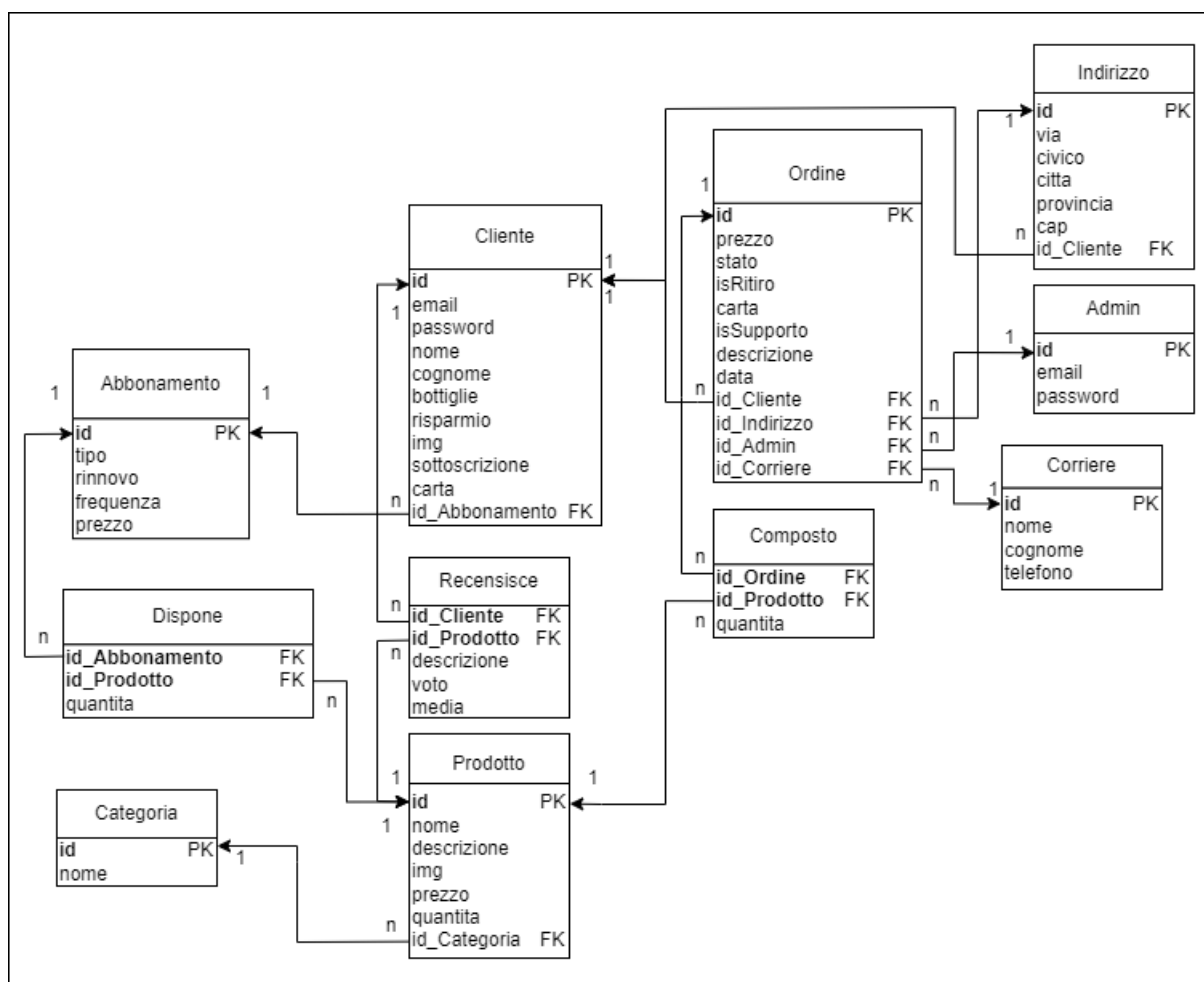 Indirizzo
id PK
via
civico
citta
provincia
cap
id_Cliente FK
1
n
Ordine
1
id PK
prezzo
stato
isRitiro
carta
isSupporto
descrizione
data
id_Cliente FK
id_Indirizzo FK
id_Admin FK
id_Corriere FK
n
n
n
n
Cliente
1
1
1
id PK
email
password
nome
cognome
bottiglie
risparmio
img
sottoscrizione
carta
id_Abbonamento FK
n
Admin
1
id PK
email
password
Abbonamento
1
1
id PK
tipo
rinnovo
frequenza
prezzo
Corriere
1
id PK
nome
cognome
telefono
Composto
n
id_Ordine FK
id_Prodotto FK
quantita
n
Recensisce
n
id_Cliente FK
id_Prodotto FK
descrizione
voto
media
n
Dispone
n
id_Abbonamento FK
id_Prodotto FK
quantita
n
Prodotto
1
1
1
id PK
nome
descrizione
img
prezzo
quantita
id_Categoria FK
n
Categoria
id PK
nome
1